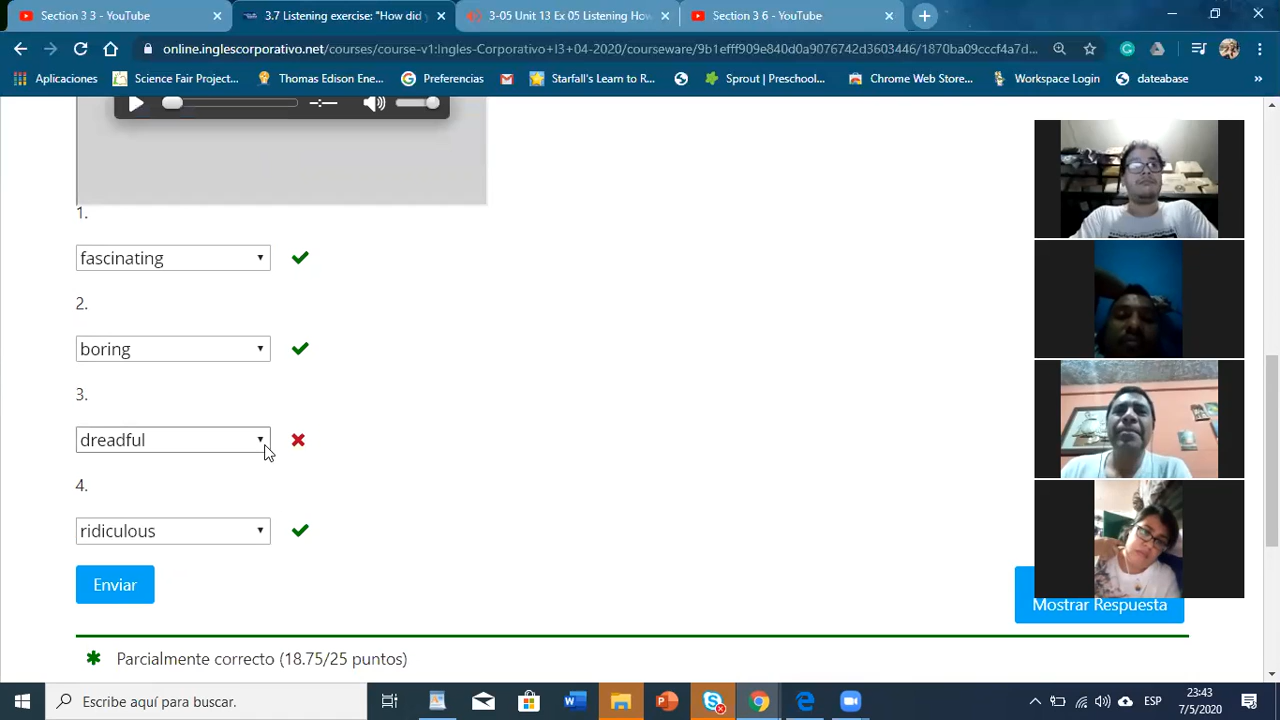 Section 3 3 - YouTube
3.7 Listening exercise: "How did y
3-05 Unit 13 Ex 05 Listening How
Section 3 6 - YouTube
online.inglescorporativo.net/courses/course-v1:Ingles-Corporativo+I3+04-2020/courseware/9b1efff909e840d0a9076742d3603446/1870ba09cccf4a7d...
Aplicaciones
Science Fair Project...
Thomas Edison Ene...
Preferencias
Starfall's Learn to R...
Sprout | Preschool...
Chrome Web Store...
Workspace Login
dateabase
»
1.
fascinating
2.
boring
3.
dreadful
4.
ridiculous
Enviar
Mostrar Respuesta
Parcialmente correcto (18.75/25 puntos)
Escribe aquí para buscar.
ESP
23:43
7/5/2020